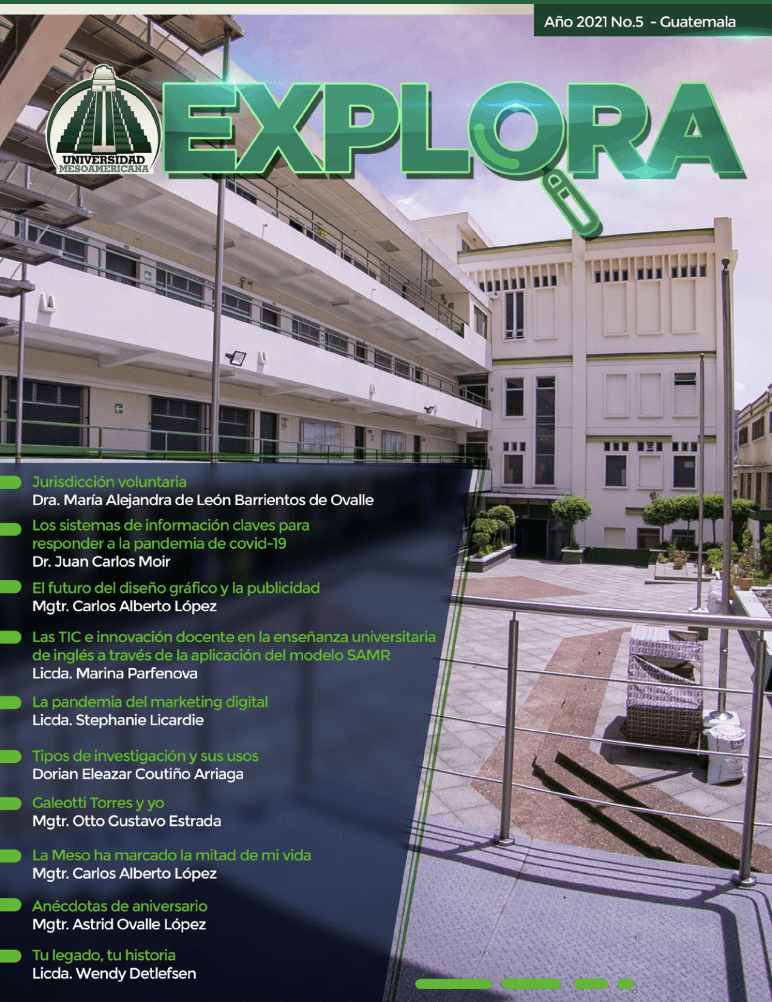 Año 2021 No.5 - Guatemala
EXPLORA
UNIVERSIDAD
MESOAMERICANA
Jurisdicción voluntaria
Dra. María Alejandra de León Barrientos de Ovalle
Los sistemas de información claves para
responder a la pandemia de covid-19
Dr. Juan Carlos Moir
El futuro del diseño gráfico y la publicidad
Mgtr. Carlos Alberto López
Las TIC e innovación docente en la enseñanza universitaria
de inglés a través de la aplicación del modelo SAMR
Licda. Marina Parfenova
La pandemia del marketing digital
Licda. Stephanie Licardie
Tipos de investigación y sus usos
Dorian Eleazar Coutiño Arriaga
Galeotti Torres y yo
Mgtr. Otto Gustavo Estrada
La Meso ha marcado la mitad de mi vida
Mgtr. Carlos Alberto López
Anécdotas de aniversario
Mgtr. Astrid Ovalle López
Tu legado, tu historia
Licda. Wendy Detlefsen